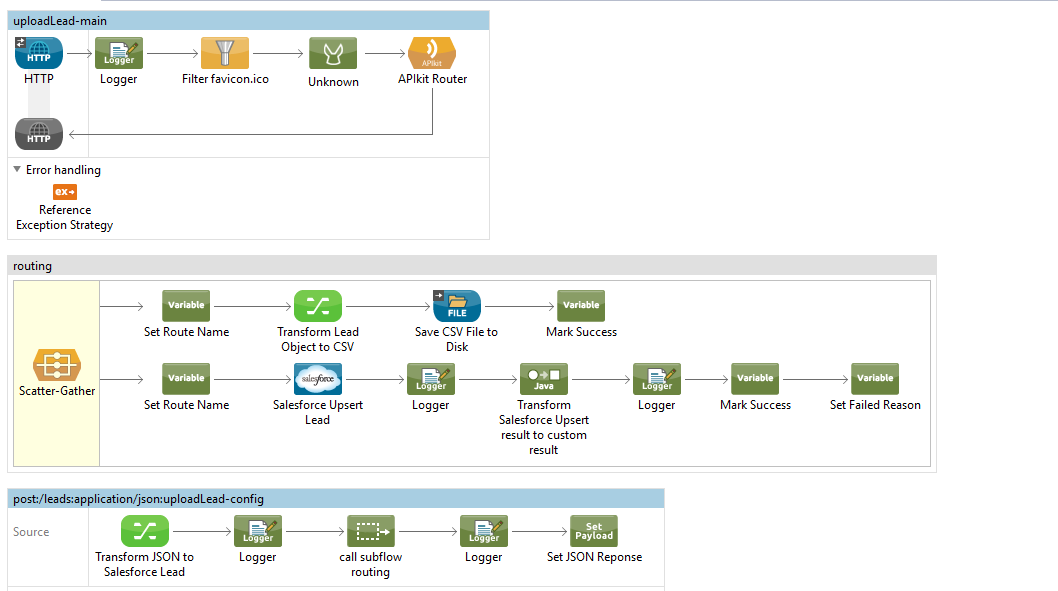 uploadLead-main
HTTP
Logger
APIkit
HTTP
Logger
Filter favicon.ico
Unknown
APIkit Router
HTTP
Error handling
ex
Reference
Exception Strategy
routing
Variable
FILE
Variable
Set Route Name
Transform Lead
Object to CSV
Save CSV File to
Disk
Mark Success
Scatter-Gather
Variable
salesforce
Logger
Java
Logger
Variable
Variable
Set Route Name
Salesforce Upsert
Lead
Logger
Transform
Salesforce Upsert
result to custom
result
Logger
Mark Success
Set Failed Reason
post:/leads:application/json:uploadLead-config
Source
Logger
Logger
Set
Payload
Transform JSON to
Salesforce Lead
Logger
call subflow
routing
Logger
Set JSON Reponse